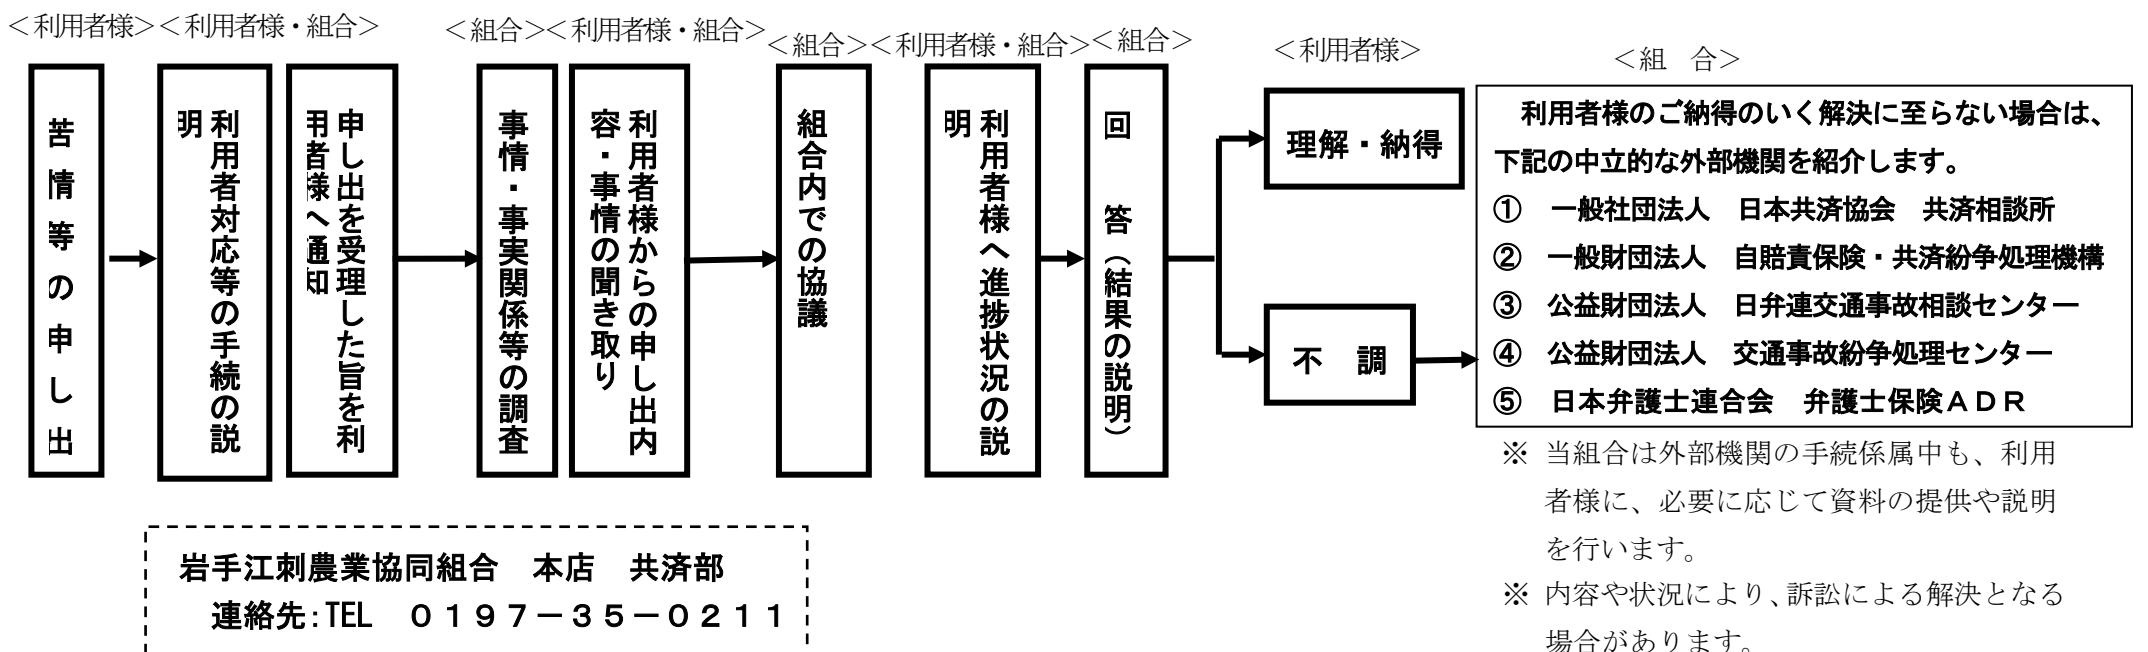 ＜利用者様＞
＜利用者様・組合＞
＜組合＞
＜利用者様・組合＞
＜組合＞
＜利用者様・組合＞
＜組合＞
＜利用者様＞
＜組　合＞
苦情等の申し出
利用者対応等の手続の説
明
申し出を受理した旨を利
用者様へ通知
事情・事実関係等の調査
利用者様からの申し出内
容・事情の聞き取り
組合内での協議
利用者様へ進捗状況の説
明
回　答（結果の説明）
理解・納得
不　調
利用者様のご納得のいく解決に至らない場合は、
下記の中立的な外部機関を紹介します。
①　一般社団法人　日本共済協会　共済相談所
②　一般財団法人　自賠責保険・共済紛争処理機構
③　公益財団法人　日弁連交通事故相談センター
④　公益財団法人　交通事故紛争処理センター
⑤　日本弁護士連合会　弁護士保険ＡＤＲ
※ 当組合は外部機関の手続係属中も、利用
者様に、必要に応じて資料の提供や説明
を行います。
※ 内容や状況により、訴訟による解決となる
場合があります。
岩手江刺農業協同組合　本店　共済部
連絡先：TEL　０１９７－３５－０２１１